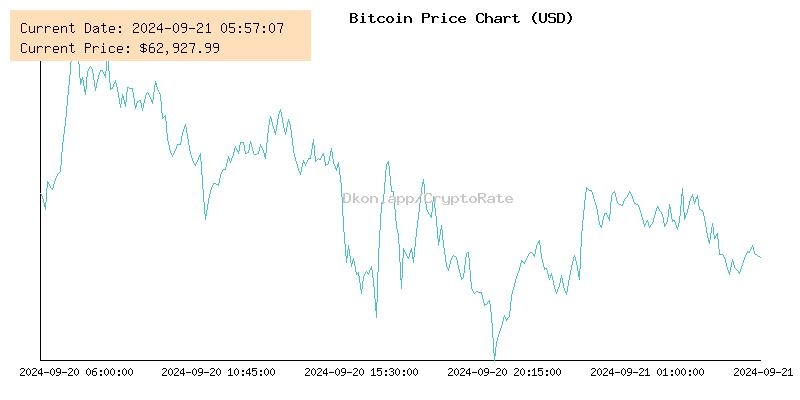 Bitcoin Price Chart (USD)
Current Date: 2024-09-21 05:57:07
Current Price: $62,927.99
Okon.app/CryptoRate
2024-09-20 06:00:00 2024-09-20 10:45:00 2024-09-20 15:30:00 2024-09-20 20:15:00 2024-09-21 01:00:00 2024-09-21